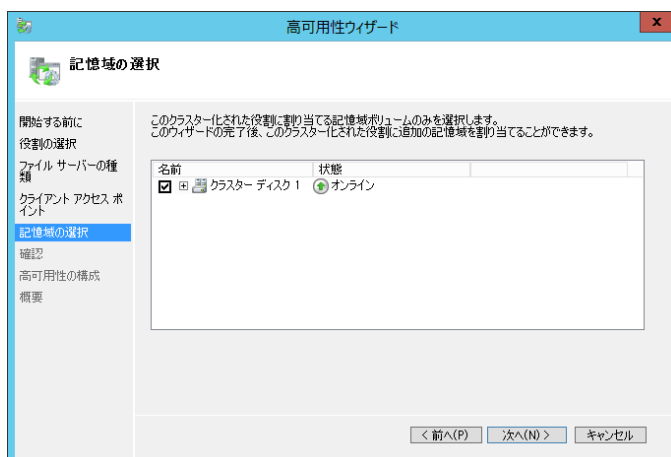 高可用性ウィザード
x
記憶域の選択
開始する前に
役割の選択
ファイル サーバーの種
類
クライアント アクセス ポ
イント
記憶域の選択
確認
高可用性の構成
概要
このクラスター化された役割に割り当てる記憶域ボリュームのみを選択します。
このウィザードの完了後、このクラスター化された役割に追加の記憶域を割り当てることができます。
名前 状態
クラスター ディスク 1 オンライン
< 前へ(P) 次へ(N) > キャンセル